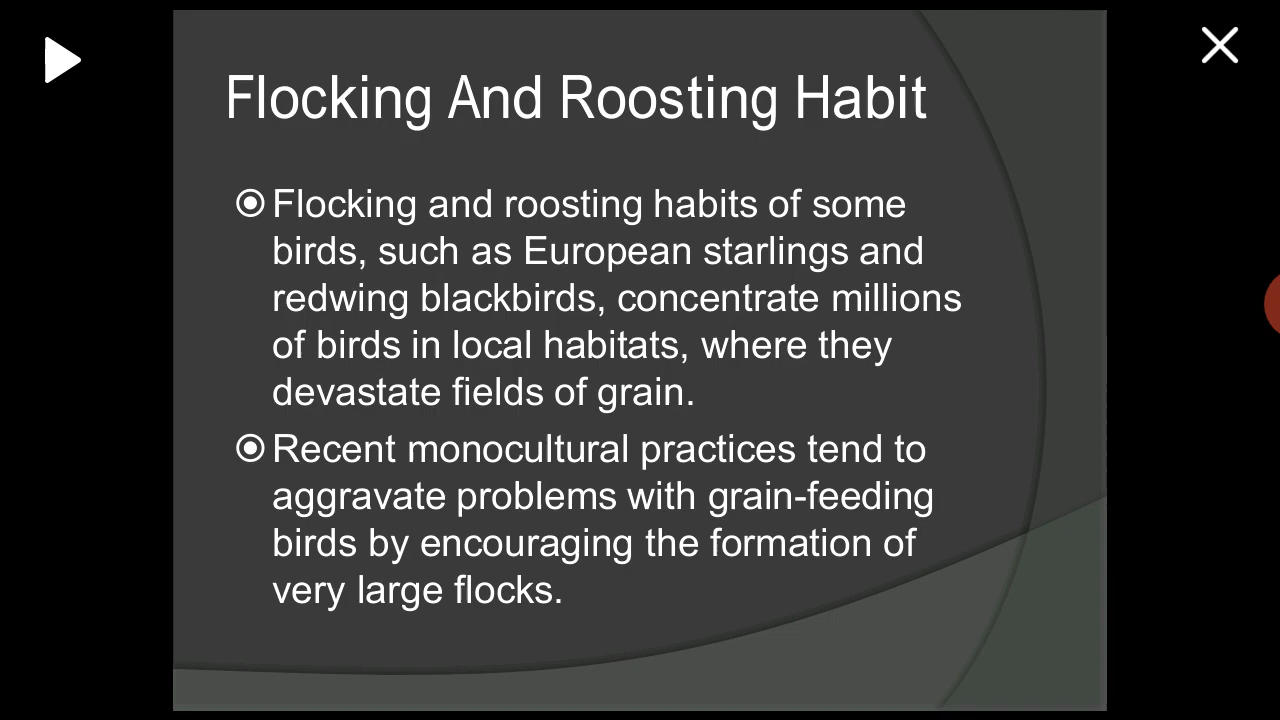 Flocking And Roosting Habit
Flocking and roosting habits of some
birds, such as European starlings and
redwing blackbirds, concentrate millions
of birds in local habitats, where they
devastate fields of grain.
Recent monocultural practices tend to
aggravate problems with grain-feeding
birds by encouraging the formation of
very large flocks.